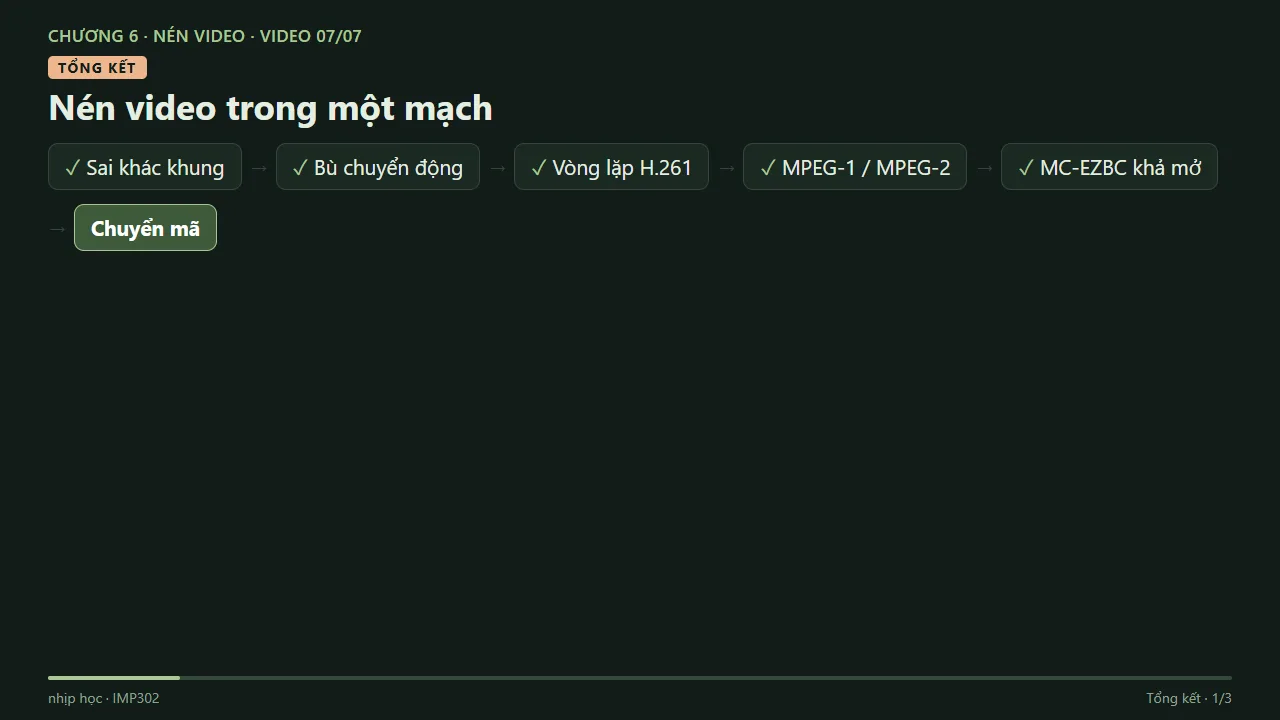 CHƯƠNG 6 · NÉN VIDEO · VIDEO 07/07
TỔNG KẾT
Nén video trong một mạch
✓ Sai khác khung → ✓ Bù chuyển động → ✓ Vòng lặp H.261 → ✓ MPEG-1 / MPEG-2 → ✓ MC-EZBC khả mở
→ Chuyển mã
nhịp học · IMP302
Tổng kết · 1/3